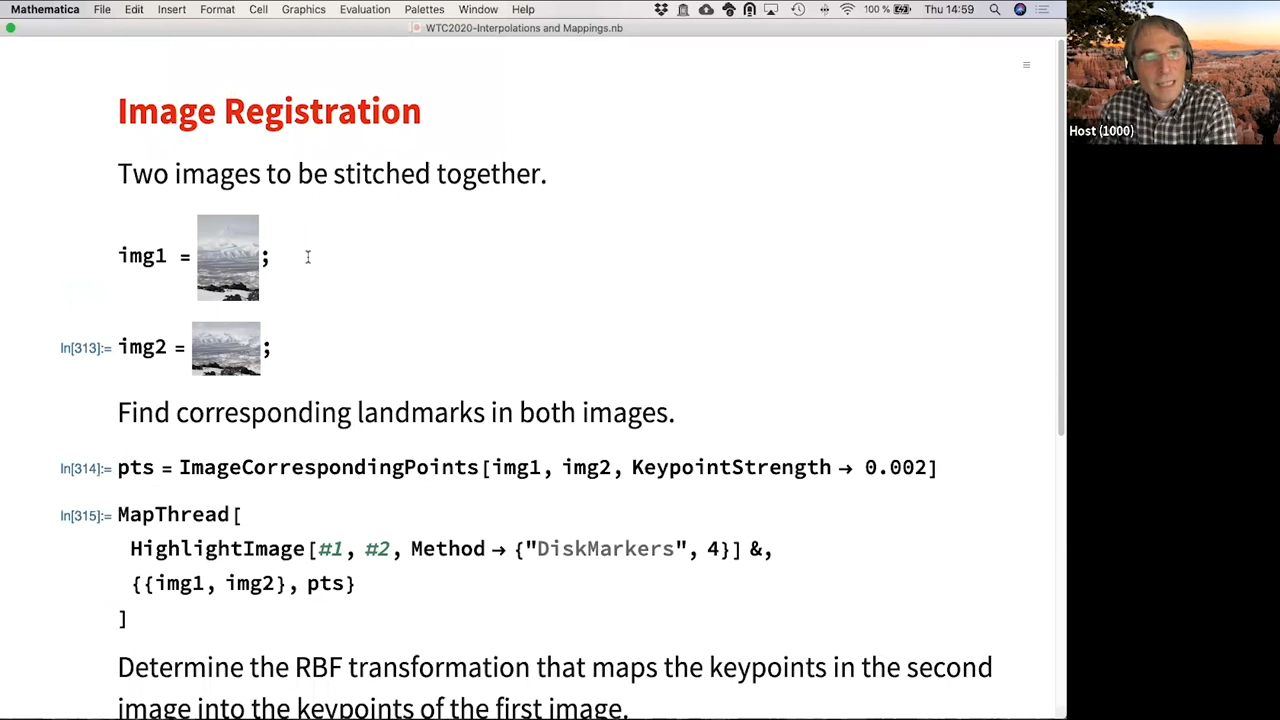 Mathematica File Edit Insert Format Cell Graphics Evaluation Palettes Window Help 100 % Thu 14:59
WTC2020-Interpolations and Mappings.nb
Host (1000)
Image Registration
Two images to be stitched together.
img1 = ;
In[313]:= img2 = ;
Find corresponding landmarks in both images.
In[314]:= pts = ImageCorrespondingPoints[img1, img2, KeypointStrength → 0.002]
In[315]:= MapThread[
HighlightImage[#1, #2, Method → {"DiskMarkers", 4}] &,
{{img1, img2}, pts}
]
Determine the RBF transformation that maps the keypoints in the second
image into the keypoints of the first image.